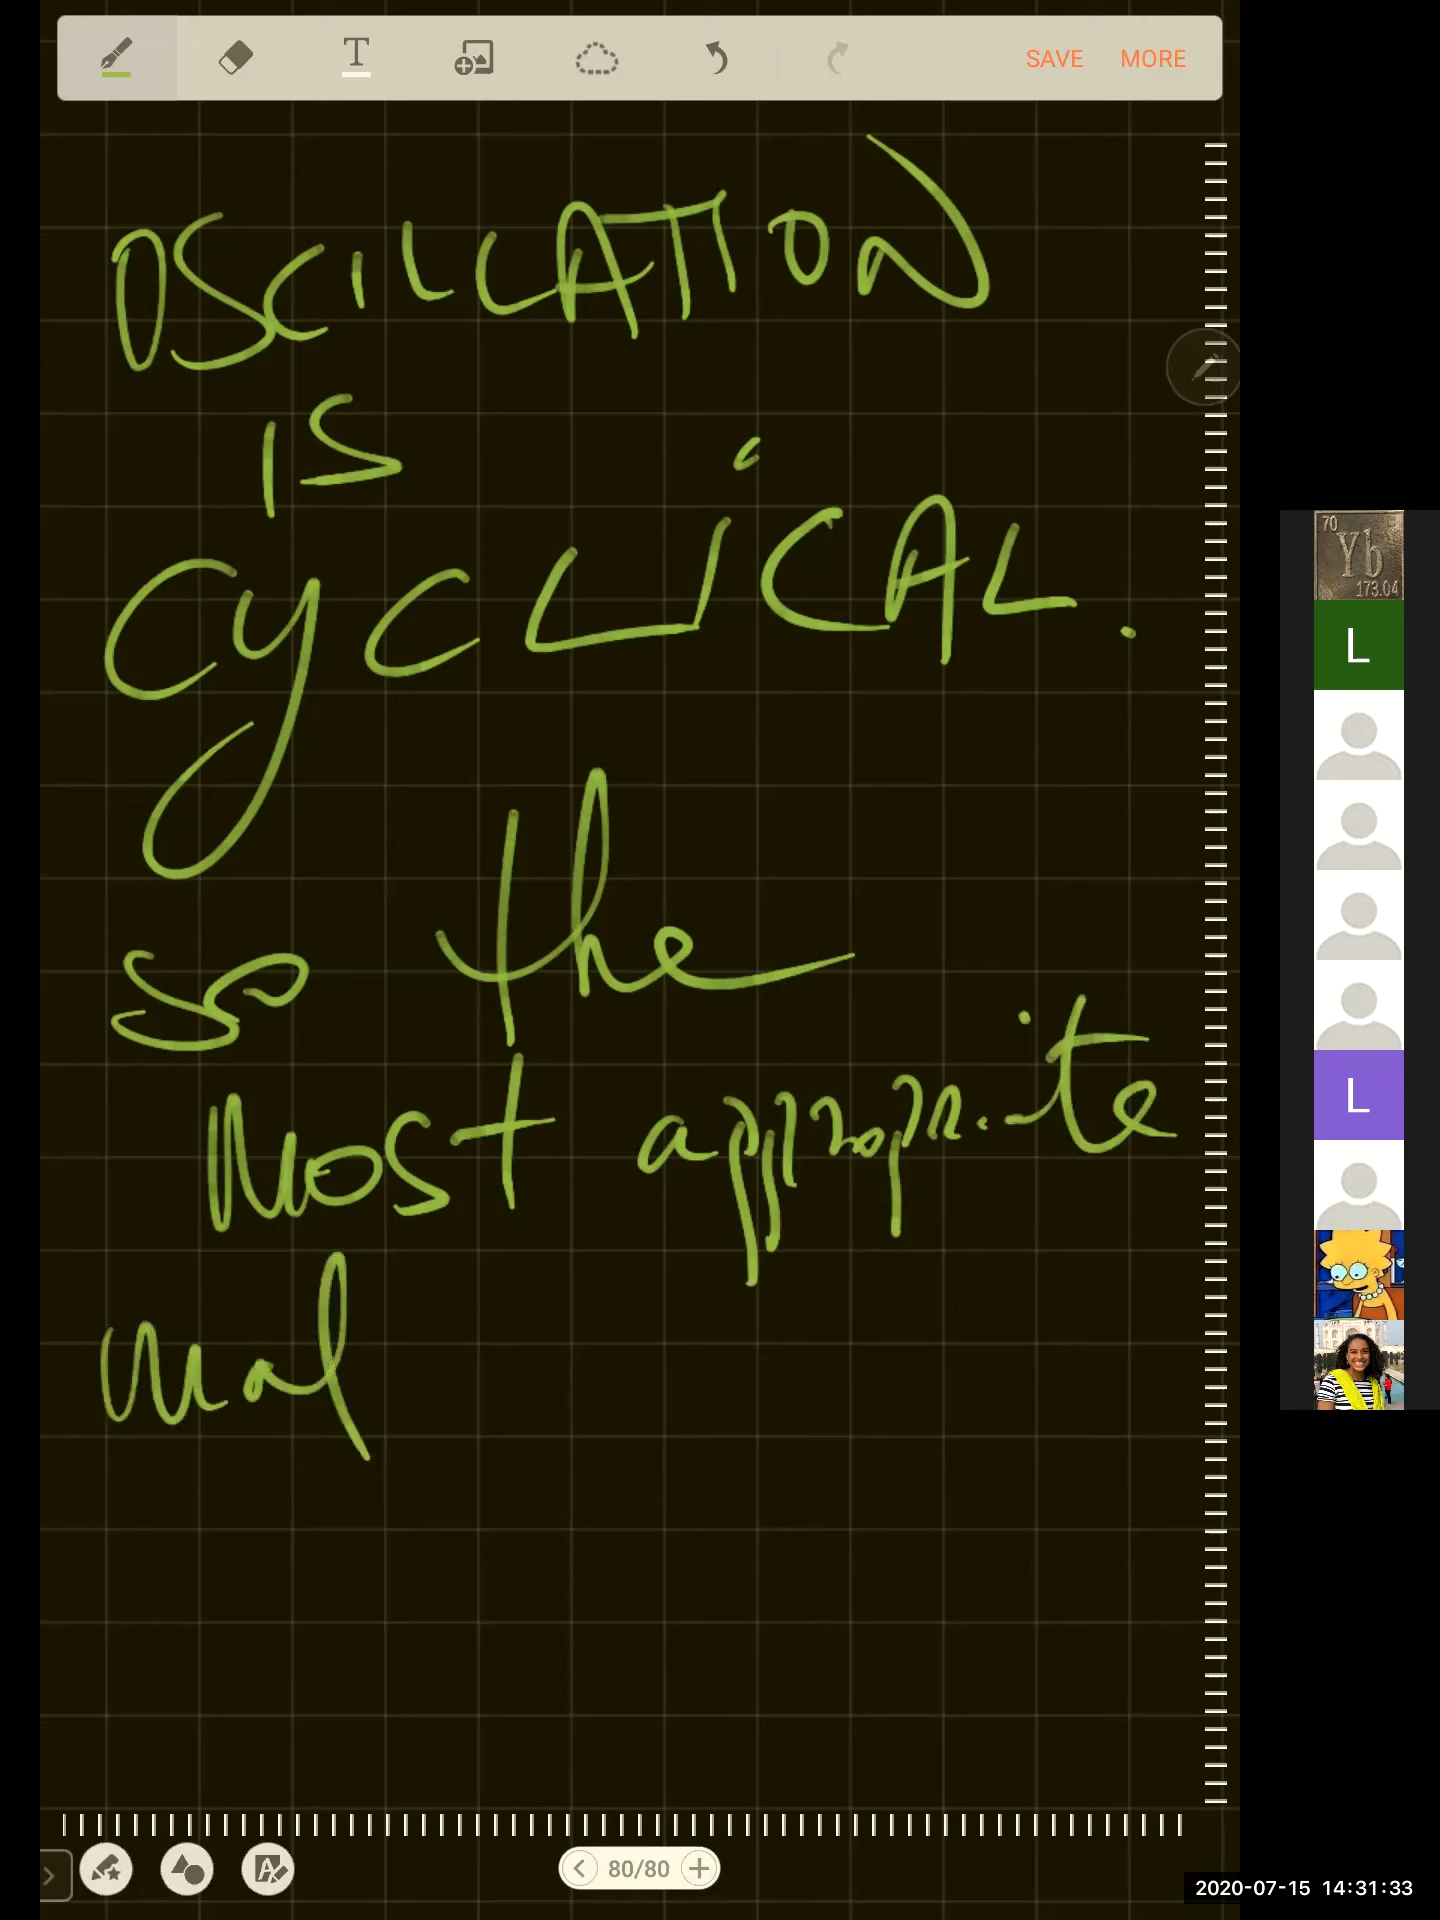 SAVE MORE
OSCILLATION
IS
CYCLICAL.
so the
Most appropriate
mat
70
Yb
173.04
L
L
80/80
2020-07-15 14:31:33